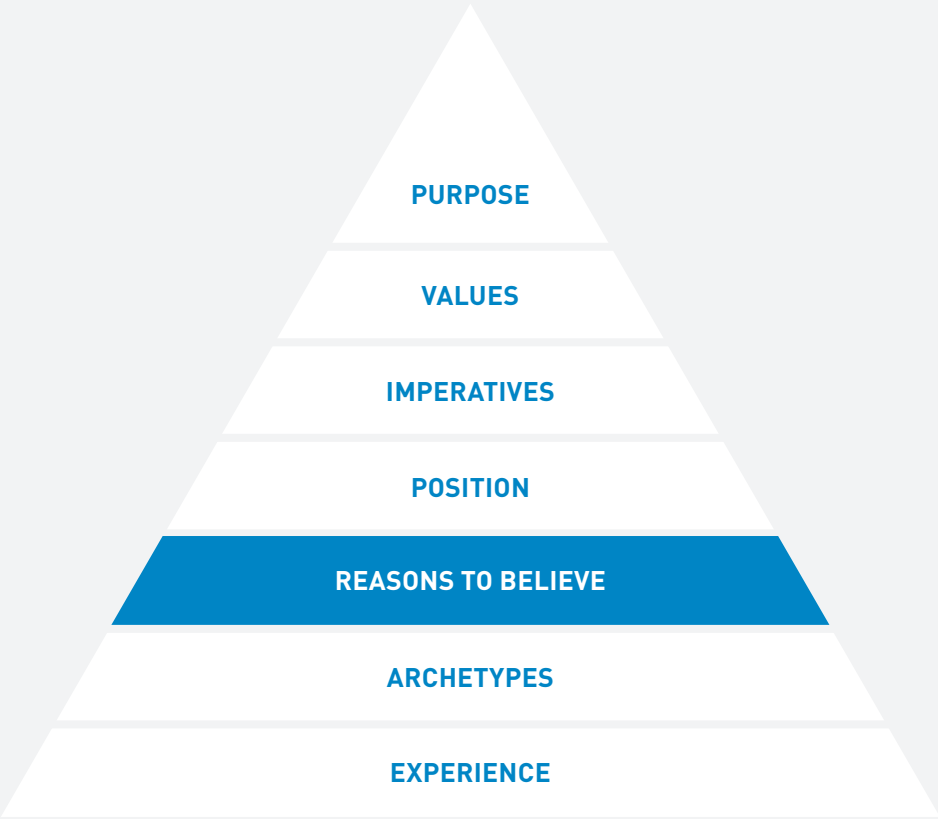 PURPOSE
VALUES
IMPERATIVES
POSITION
REASONS TO BELIEVE
ARCHETYPES
EXPERIENCE